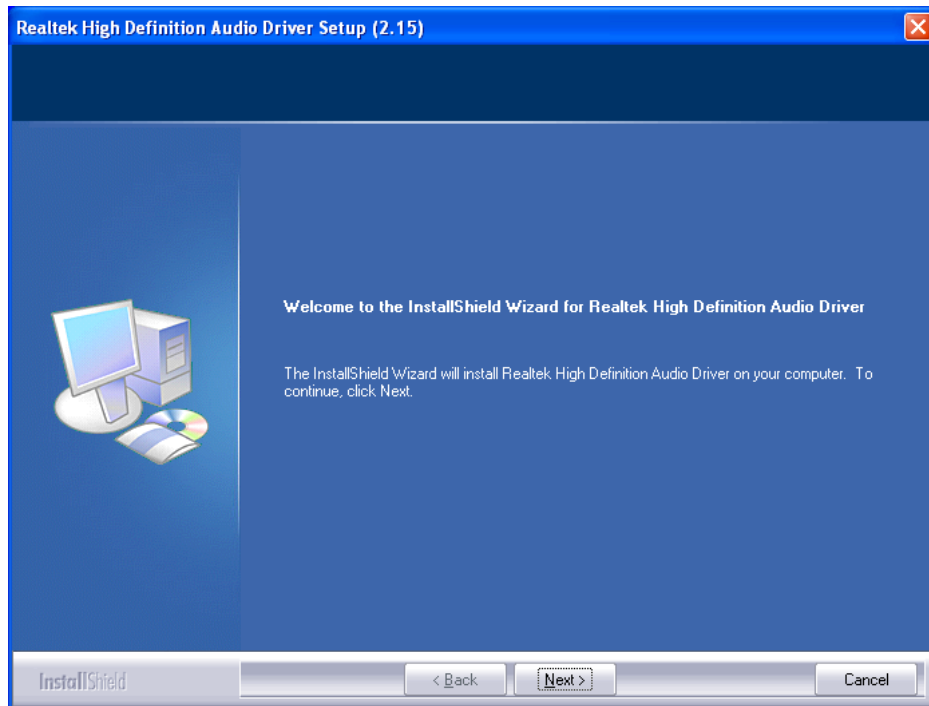 Realtek High Definition Audio Driver Setup (2.15)
Welcome to the InstallShield Wizard for Realtek High Definition Audio Driver
The InstallShield Wizard will install Realtek High Definition Audio Driver on your computer. To
continue, click Next.
InstallShield
< Back
Next >
Cancel